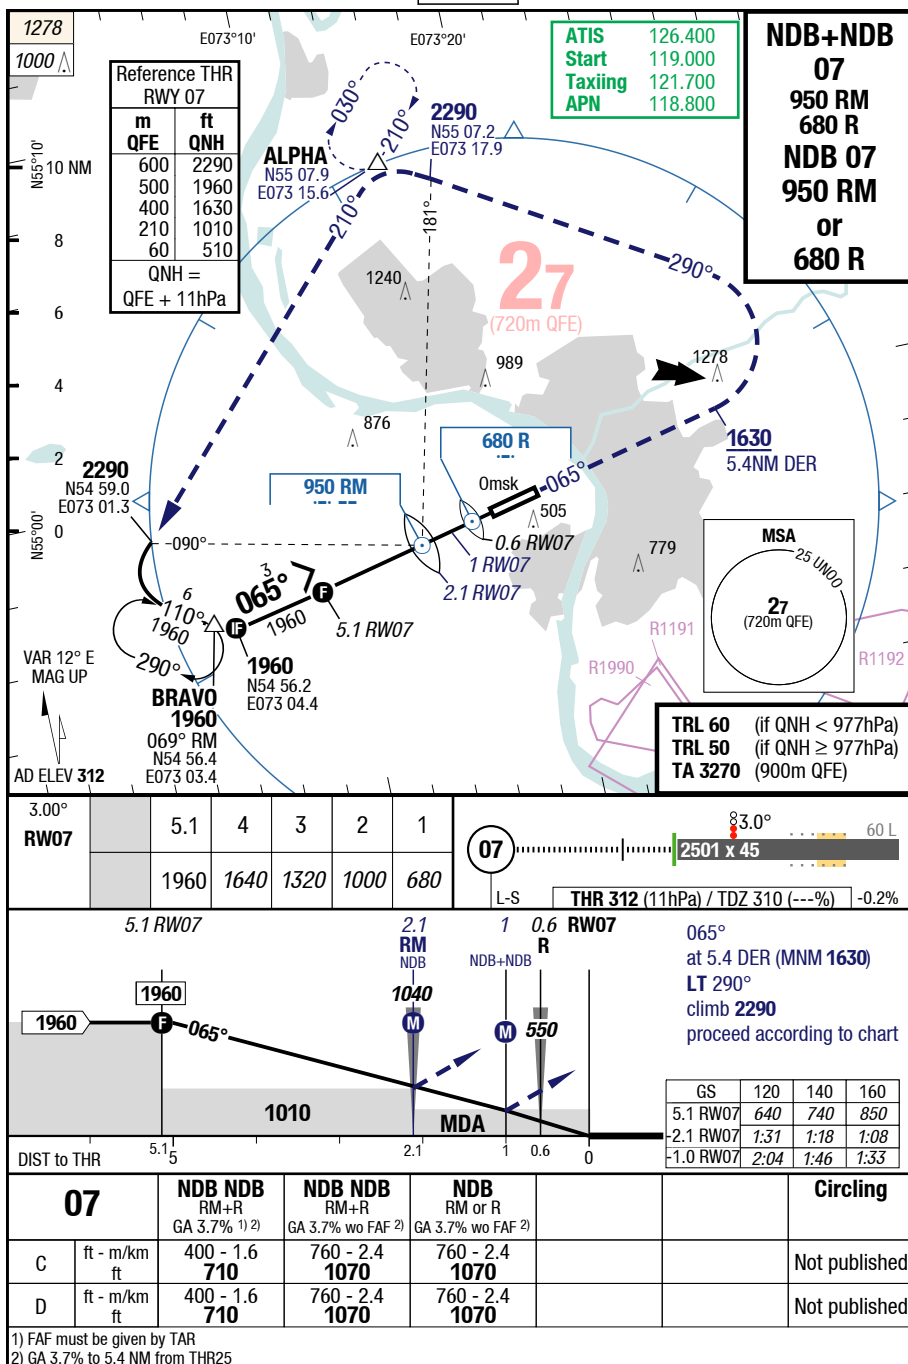 1278
1000
E073°10'
E073°20'
N55°10'
N55°00'
10 NM
8
6
4
2
0
Reference THR
RWY 07
m QFE ft QNH
600 2290
500 1960
400 1630
210 1010
60 510
QNH =
QFE + 11hPa
ATIS 126.400
Start 119.000
Taxiing 121.700
APN 118.800
NDB+NDB
07
950 RM
680 R
NDB 07
950 RM
or
680 R
030°
210°
ALPHA
N55 07.9
E073 15.6
2290
N55 07.2
E073 17.9
210°
181°
290°
27
(720m QFE)
1240
989
876
1278
1630
5.4NM DER
680 R
950 RM
Omsk
065°
505
779
0.6 RW07
1 RW07
2.1 RW07
5.1 RW07
2290
N54 59.0
E073 01.3
090°
6
110°
1960
290°
3
065°
1960
IF
F
1960
N54 56.2
E073 04.4
BRAVO
1960
069° RM
N54 56.4
E073 03.4
VAR 12° E
MAG UP
AD ELEV 312
MSA
25 UNOO
27
(720m QFE)
R1191
R1990
R1192
TRL 60 (if QNH < 977hPa)
TRL 50 (if QNH ≥ 977hPa)
TA 3270 (900m QFE)
3.00°
RW07
5.1 4 3 2 1
1960 1640 1320 1000 680
07
L-S
3.0°
60 L
2501 x 45
THR 312 (11hPa) / TDZ 310 (---%) -0.2%
5.1 RW07
2.1
RM
NDB
1
NDB+NDB
0.6
R
RW07
1960
1960
F
065°
1040
M
M
550
1010
MDA
DIST to THR
5.1 5 2.1 1 0.6 0
065°
at 5.4 DER (MNM 1630)
LT 290°
climb 2290
proceed according to chart
GS 120 140 160
5.1 RW07 640 740 850
-2.1 RW07 1:31 1:18 1:08
-1.0 RW07 2:04 1:46 1:33
07
NDB NDB
RM+R
GA 3.7% 1) 2)
NDB NDB
RM+R
GA 3.7% wo FAF 2)
NDB
RM or R
GA 3.7% wo FAF 2)
Circling
C ft - m/km 400 - 1.6 760 - 2.4 760 - 2.4 Not published
ft 710 1070 1070
D ft - m/km 400 - 1.6 760 - 2.4 760 - 2.4 Not published
ft 710 1070 1070
1) FAF must be given by TAR
2) GA 3.7% to 5.4 NM from THR25